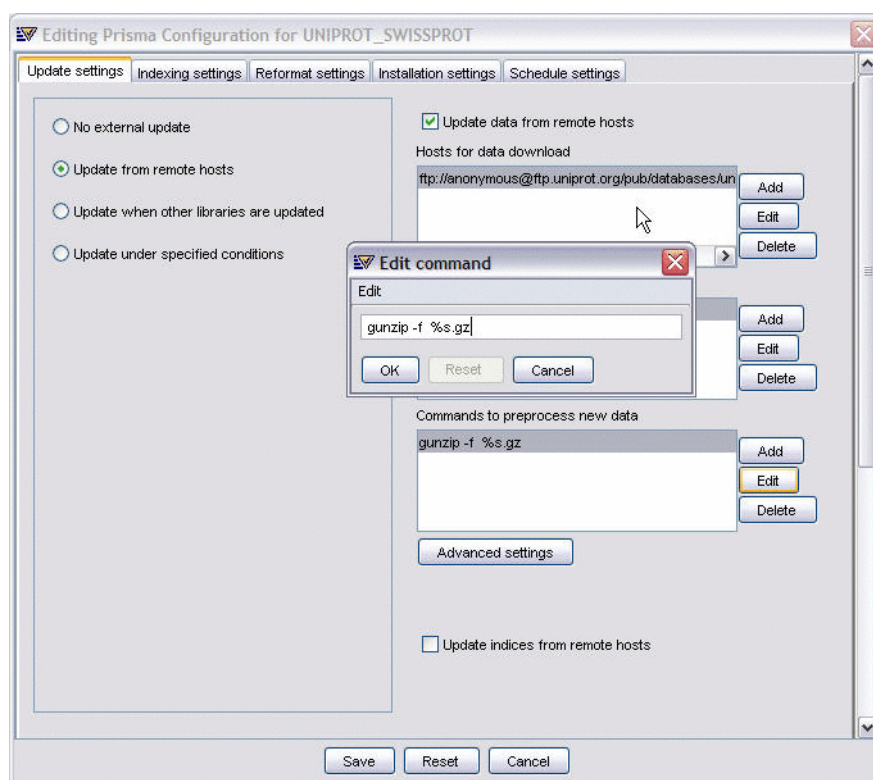 Editing Prisma Configuration for UNIPROT_SWISSPROT
Update settings
Indexing settings
Reformat settings
Installation settings
Schedule settings
No external update
Update from remote hosts
Update when other libraries are updated
Update under specified conditions
Update data from remote hosts
Hosts for data download
ftp://anonymous@ftp.uniprot.org/pub/databases/un
Add
Edit
Delete
Edit command
Edit
gunzip -f  %s.gz
OK
Reset
Cancel
Add
Edit
Delete
Commands to preprocess new data
gunzip -f  %s.gz
Add
Edit
Delete
Advanced settings
Update indices from remote hosts
Save
Reset
Cancel